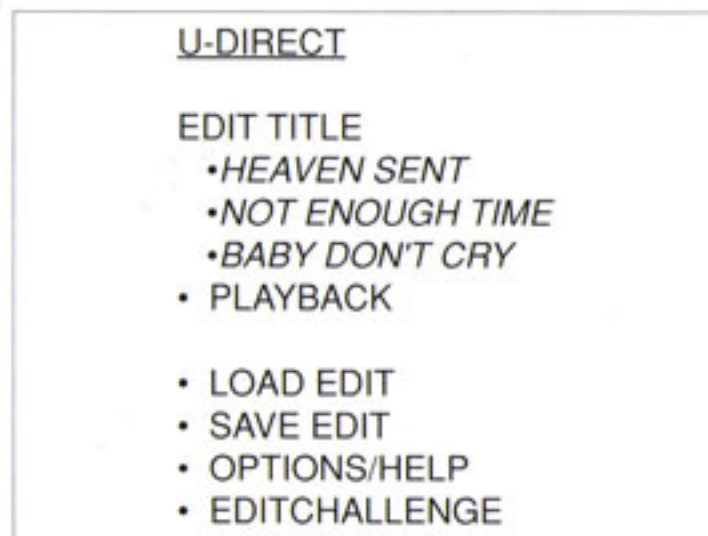 U-DIRECT
EDIT TITLE
•HEAVEN SENT
•NOT ENOUGH TIME
•BABY DON'T CRY
• PLAYBACK
• LOAD EDIT
• SAVE EDIT
• OPTIONS/HELP
• EDITCHALLENGE